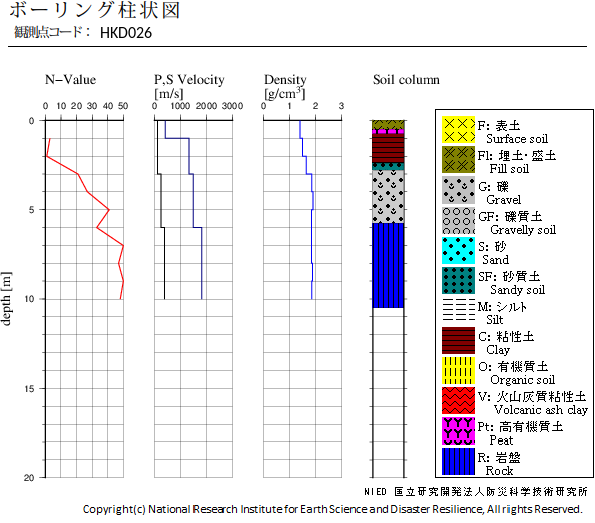 ボーリング柱状図
観測点コード： HKD026
N−Value
P,S Velocity
[m/s]
Density
[g/cm³]
Soil column
0 10 20 30 40 50
0 1000 2000 3000
0 1 2 3
0
5
10
15
20
depth [m]
F: 表土
Surface soil
Fl: 埋土・盛土
Fill soil
G: 礫
Gravel
GF: 礫質土
Gravelly soil
S: 砂
Sand
SF: 砂質土
Sandy soil
M: シルト
Silt
C: 粘性土
Clay
O: 有機質土
Organic soil
V: 火山灰質粘性土
Volcanic ash clay
Pt: 高有機質土
Peat
R: 岩盤
Rock
NIED 国立研究開発法人防災科学技術研究所
Copyright(c) National Research Institute for Earth Science and Disaster Resilience, All rights Reserved.